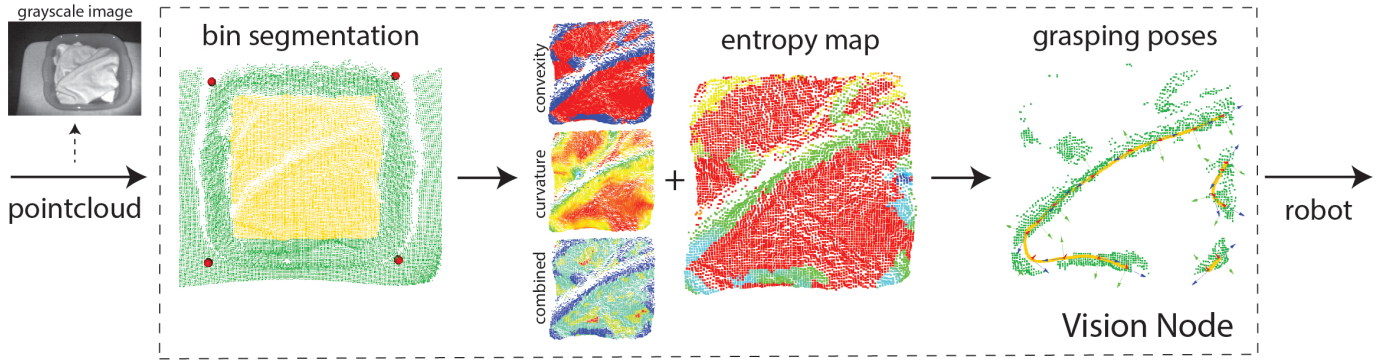 grayscale image
pointcloud
bin segmentation
convexity
curvature
combined
+
entropy map
grasping poses
Vision Node
robot